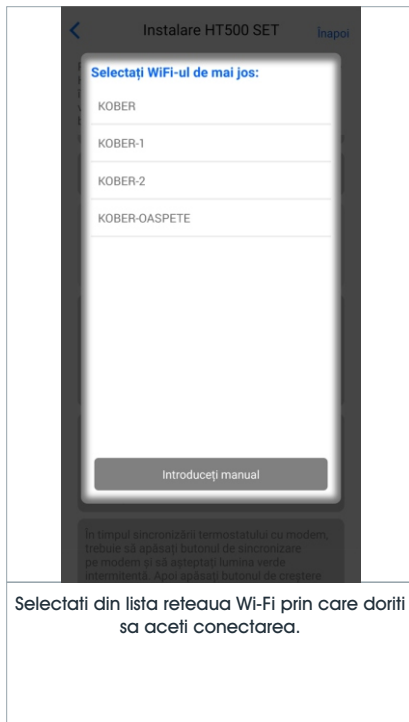 Instalare HT500 SET
Înapoi
Selectați WiFi-ul de mai jos:
KOBER
KOBER-1
KOBER-2
KOBER-OASPETE
Introduceți manual
În timpul sincronizării termostatului cu modem,
trebuie să apăsați butonul de sincronizare
pe modem și să așteptați lumina verde
intermitentă. Apoi apăsați butonul de creștere
Selectati din lista reteaua Wi-Fi prin care doriti
sa aceti conectarea.